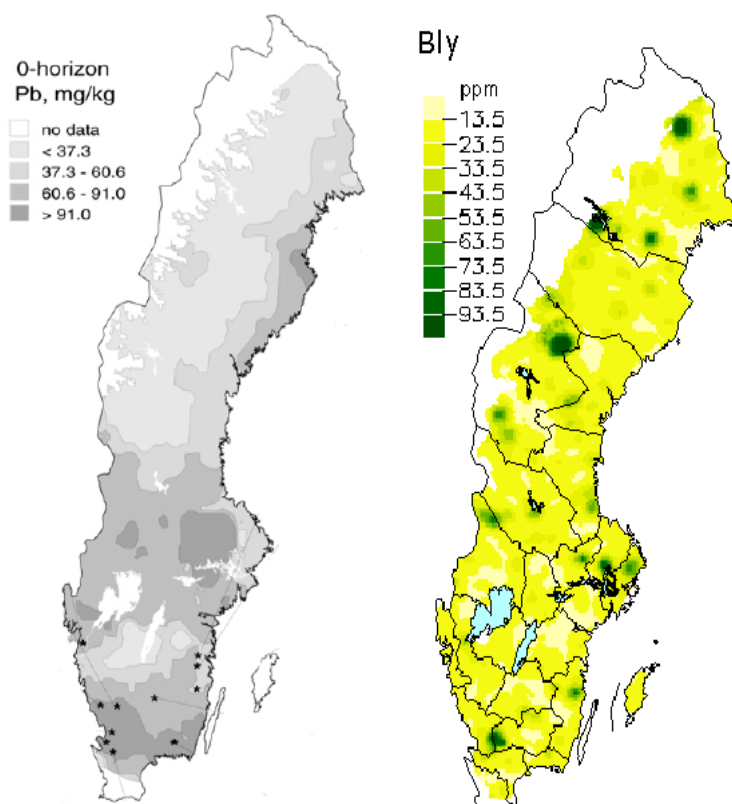 0-horizon
Pb, mg/kg
no data
< 37.3
37.3 - 60.6
60.6 - 91.0
> 91.0
Bly
ppm
13.5
23.5
33.5
43.5
53.5
63.5
73.5
83.5
93.5